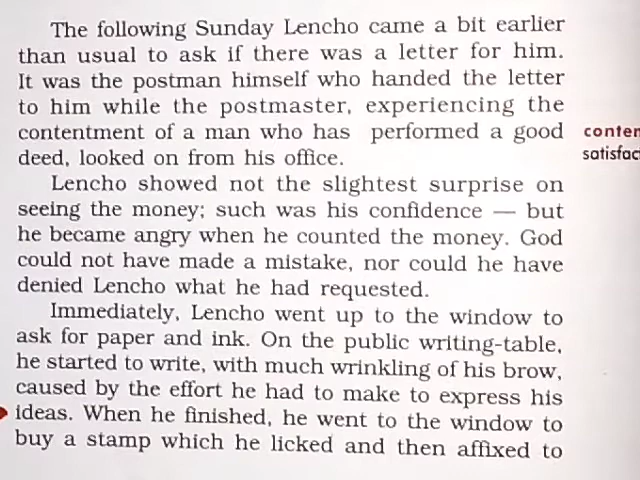 The following Sunday Lencho came a bit earlier
than usual to ask if there was a letter for him.
It was the postman himself who handed the letter
to him while the postmaster, experiencing the
contentment of a man who has performed a good
deed, looked on from his office.
Lencho showed not the slightest surprise on
seeing the money; such was his confidence — but
he became angry when he counted the money. God
could not have made a mistake, nor could he have
denied Lencho what he had requested.
Immediately, Lencho went up to the window to
ask for paper and ink. On the public writing-table,
he started to write, with much wrinkling of his brow,
caused by the effort he had to make to express his
ideas. When he finished, he went to the window to
buy a stamp which he licked and then affixed to